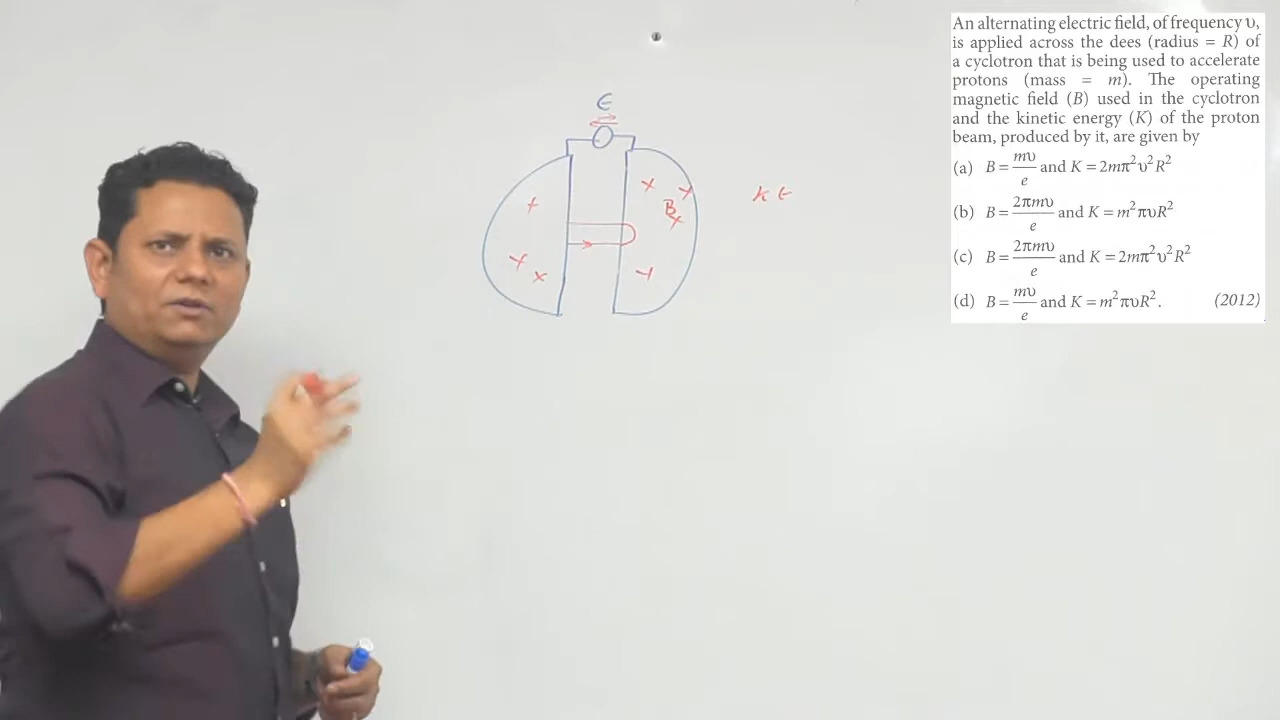 An alternating electric field, of frequency υ,
is applied across the dees (radius = R) of
a cyclotron that is being used to accelerate
protons (mass = m). The operating
magnetic field (B) used in the cyclotron
and the kinetic energy (K) of the proton
beam, produced by it, are given by
(a) B = mυ/e and K = 2mπ²υ²R²
(b) B = 2πmυ/e and K = m²πυR²
(c) B = 2πmυ/e and K = 2mπ²υ²R²
(d) B = mυ/e and K = m²πυR². (2012)
E
B
K E